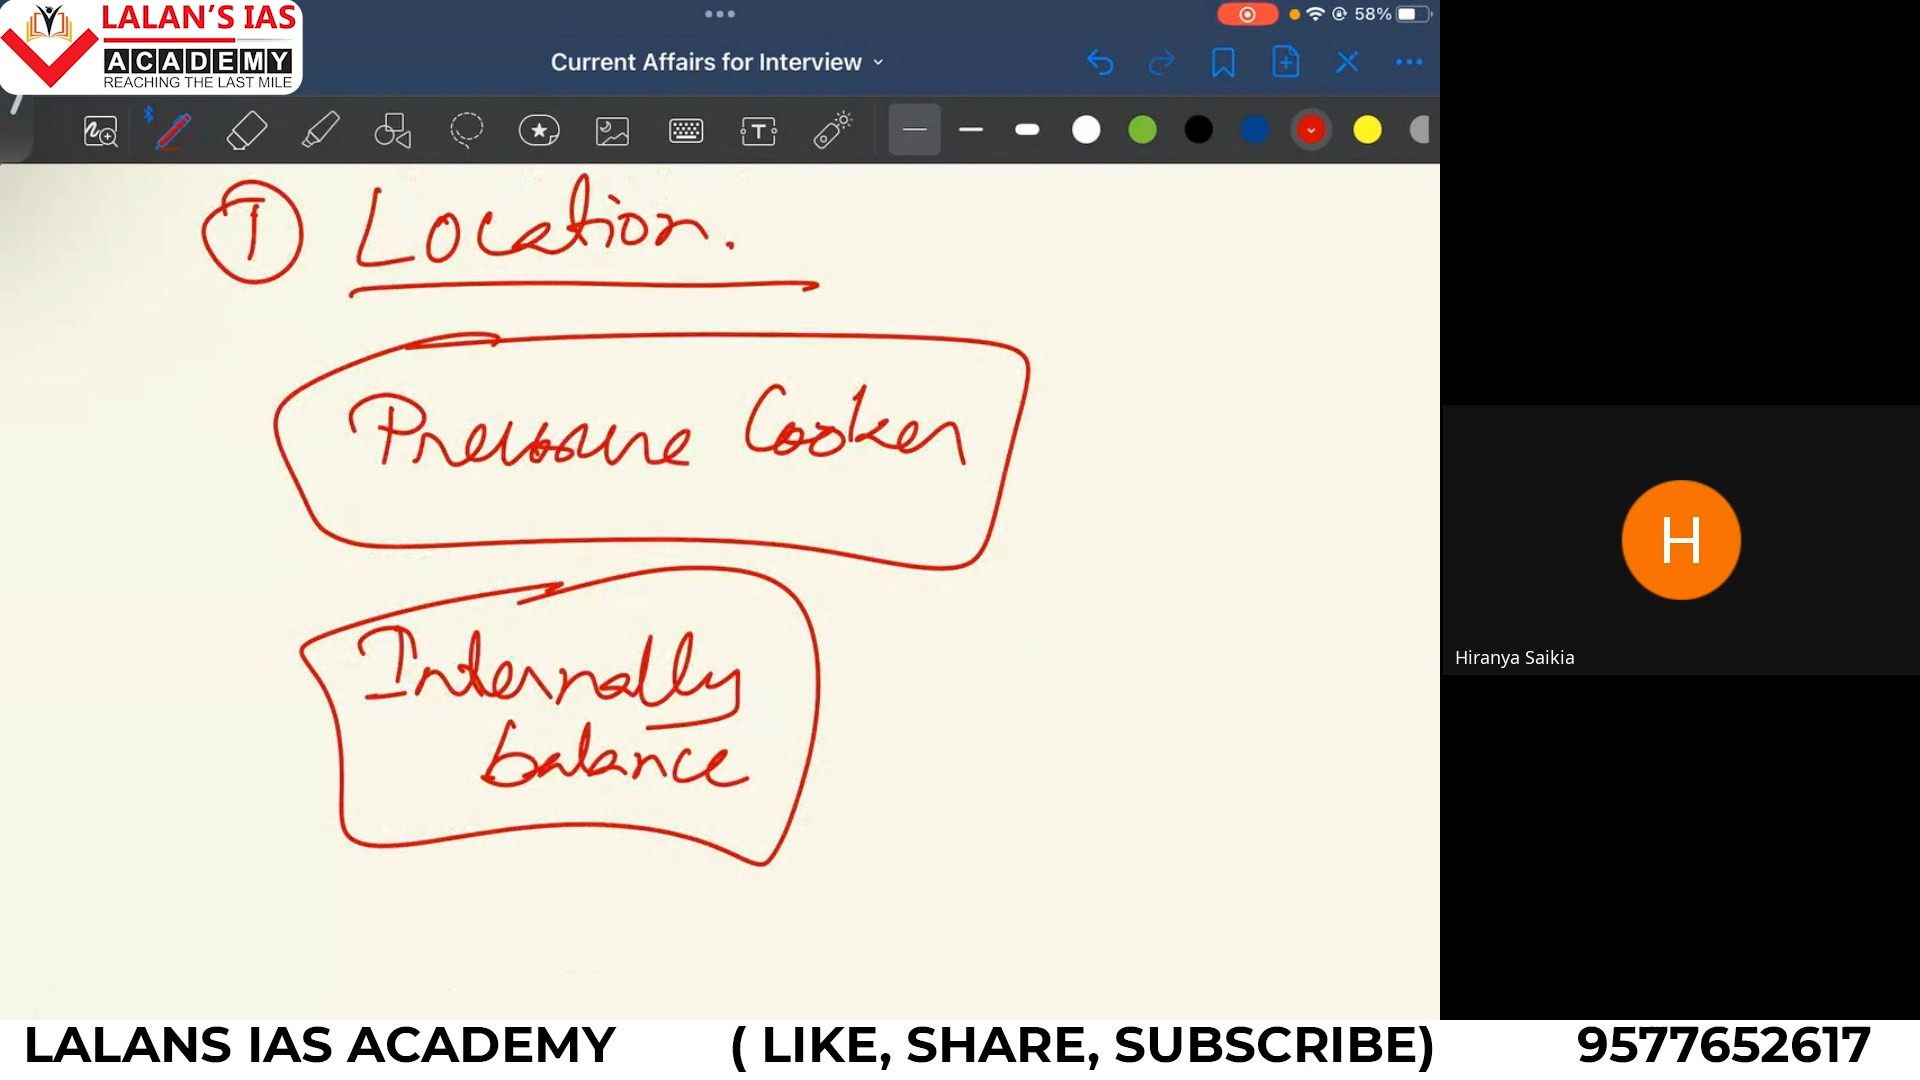 LALAN'S IAS
ACADEMY
REACHING THE LAST MILE
58%
Current Affairs for Interview
T
1 Location.
Pressure Cooker
Internally
balance
H
Hiranya Saikia
LALANS IAS ACADEMY ( LIKE, SHARE, SUBSCRIBE) 9577652617